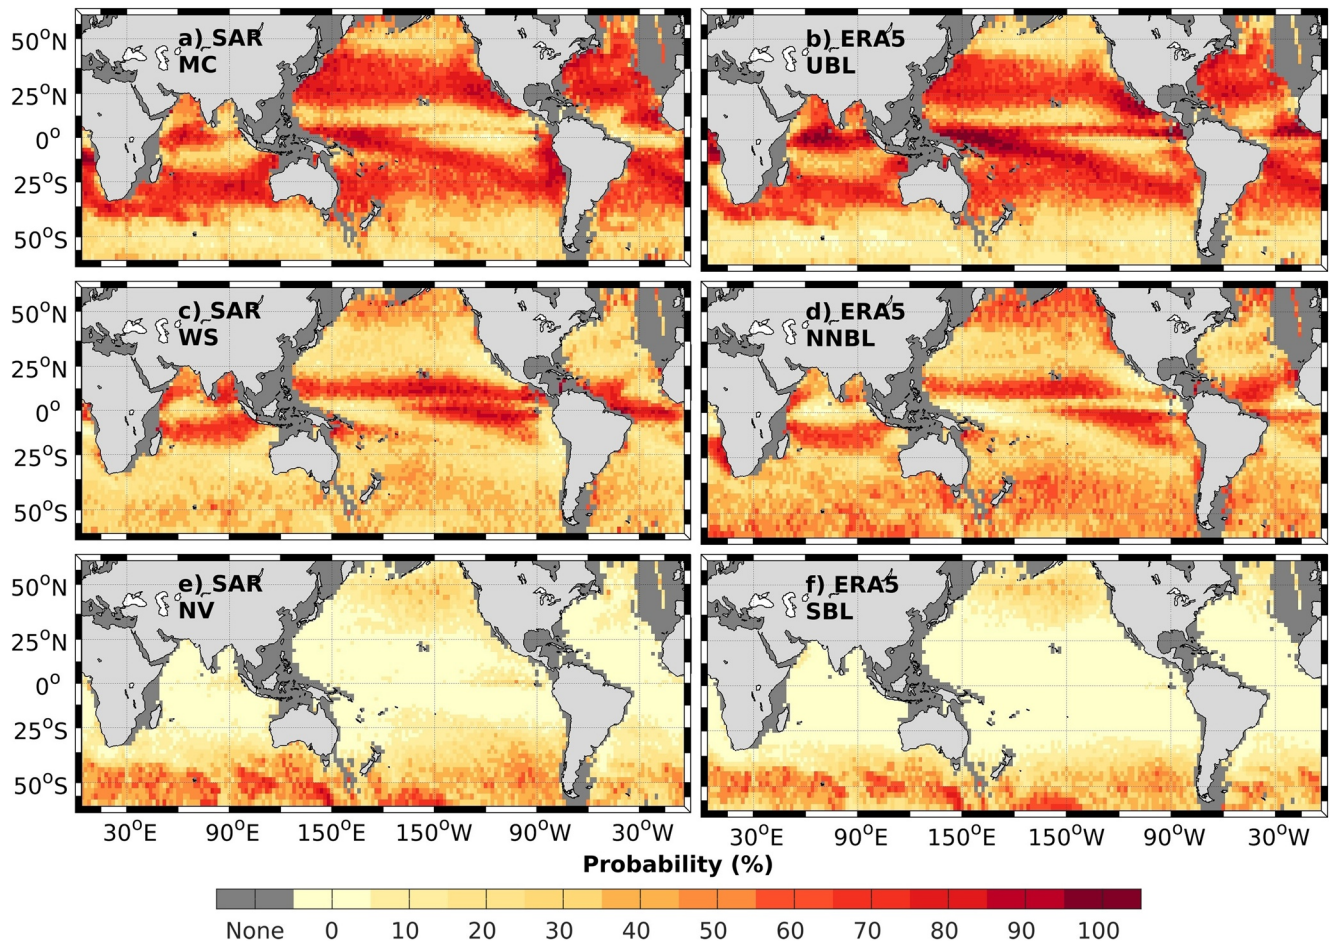 a) SAR
MC
b) ERA5
UBL
50°N
25°N
0°
25°S
50°S
c) SAR
WS
d) ERA5
NNBL
50°N
25°N
0°
25°S
50°S
e) SAR
NV
f) ERA5
SBL
50°N
25°N
0°
25°S
50°S
30°E 90°E 150°E 150°W 90°W 30°W
30°E 90°E 150°E 150°W 90°W 30°W
Probability (%)
None 0 10 20 30 40 50 60 70 80 90 100